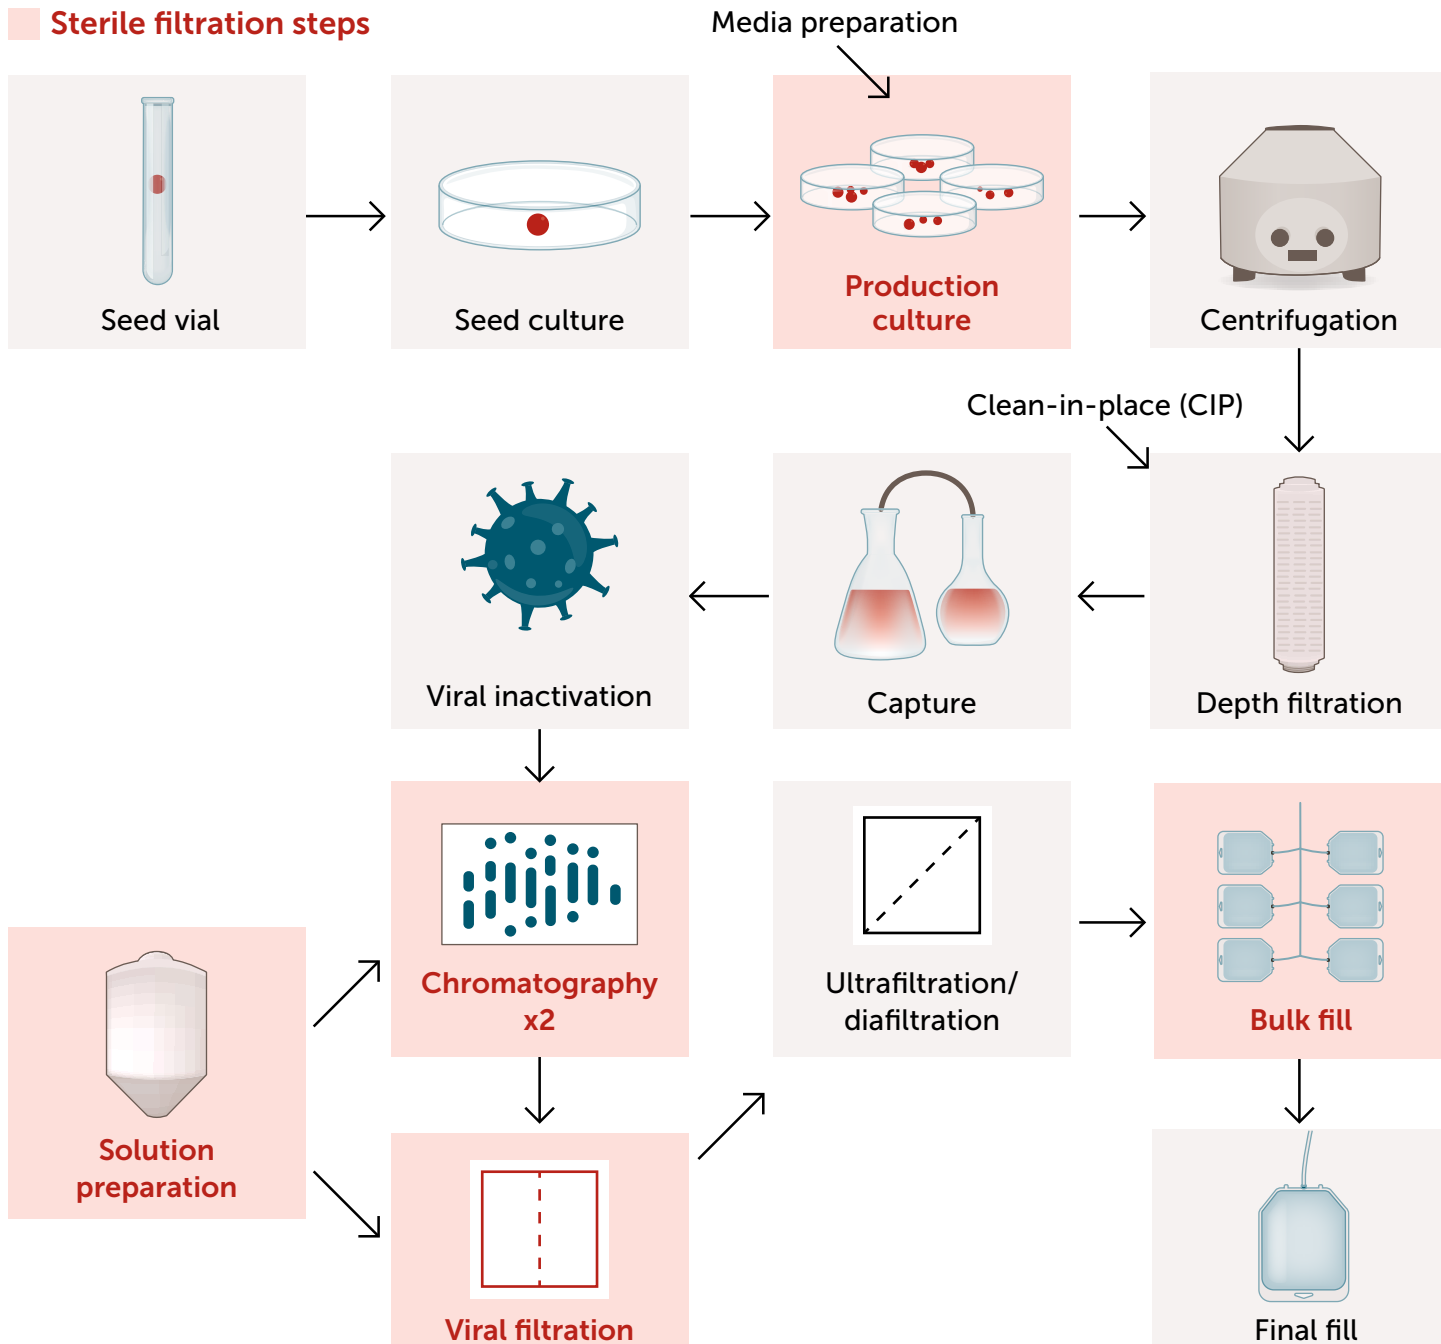 Sterile filtration steps
Media preparation
Seed vial
Seed culture
Production
culture
Centrifugation
Clean-in-place (CIP)
Viral inactivation
Capture
Depth filtration
Chromatography
x2
Ultrafiltration/
diafiltration
Bulk fill
Solution
preparation
Viral filtration
Final fill